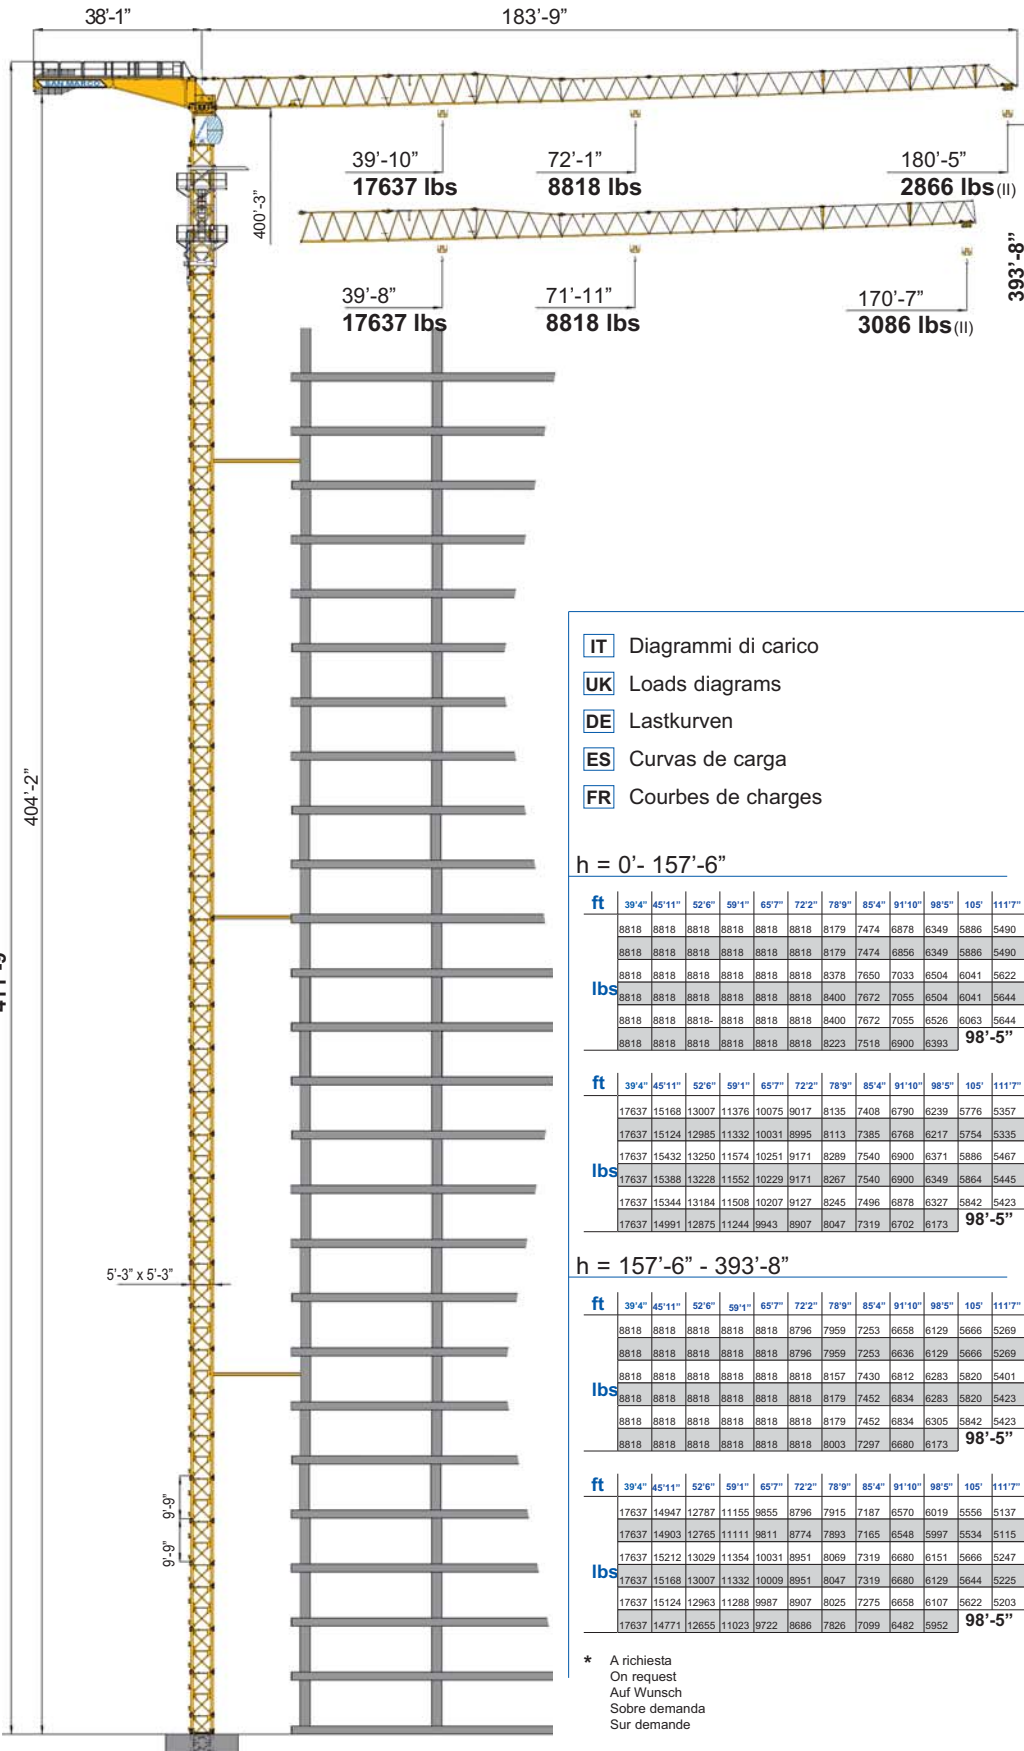 38'-1”
183'-9”
SAN MARCO
400'-3”
39'-10”
17637 lbs
72'-1”
8818 lbs
180'-5”
2866 lbs (II)
393'-8”
39'-8”
17637 lbs
71'-11”
8818 lbs
170'-7”
3086 lbs (II)
404'-2”
5'-3” x 5'-3”
9'-9”
9'-9”
IT Diagrammi di carico
UK Loads diagrams
DE Lastkurven
ES Curvas de carga
FR Courbes de charges
h = 0'- 157'-6”
ft 39'4" 45'11" 52'6" 59'1" 65'7" 72'2" 78'9" 85'4" 91'10" 98'5" 105' 111'7"
8818 8818 8818 8818 8818 8818 8179 7474 6878 6349 5886 5490
8818 8818 8818 8818 8818 8818 8179 7474 6856 6349 5886 5490
8818 8818 8818 8818 8818 8818 8378 7650 7033 6504 6041 5622
lbs
8818 8818 8818 8818 8818 8818 8400 7672 7055 6504 6041 5644
8818 8818 8818- 8818 8818 8818 8400 7672 7055 6526 6063 5644
8818 8818 8818 8818 8818 8818 8223 7518 6900 6393 98'-5”
ft 39'4" 45'11" 52'6" 59'1" 65'7" 72'2" 78'9" 85'4" 91'10" 98'5" 105' 111'7"
17637 15168 13007 11376 10075 9017 8135 7408 6790 6239 5776 5357
17637 15124 12985 11332 10031 8995 8113 7385 6768 6217 5754 5335
17637 15432 13250 11574 10251 9171 8289 7540 6900 6371 5886 5467
lbs
17637 15388 13228 11552 10229 9171 8267 7540 6900 6349 5864 5445
17637 15344 13184 11508 10207 9127 8245 7496 6878 6327 5842 5423
17637 14991 12875 11244 9943 8907 8047 7319 6702 6173 98'-5”
h = 157'-6” - 393'-8”
ft 39'4" 45'11" 52'6" 59'1" 65'7" 72'2" 78'9" 85'4" 91'10" 98'5" 105' 111'7"
8818 8818 8818 8818 8818 8796 7959 7253 6658 6129 5666 5269
8818 8818 8818 8818 8818 8796 7959 7253 6636 6129 5666 5269
8818 8818 8818 8818 8818 8818 8157 7430 6812 6283 5820 5401
lbs
8818 8818 8818 8818 8818 8818 8179 7452 6834 6283 5820 5423
8818 8818 8818 8818 8818 8818 8179 7452 6834 6305 5842 5423
8818 8818 8818 8818 8818 8818 8003 7297 6680 6173 98'-5”
ft 39'4" 45'11" 52'6" 59'1" 65'7" 72'2" 78'9" 85'4" 91'10" 98'5" 105' 111'7"
17637 14947 12787 11155 9855 8796 7915 7187 6570 6019 5556 5137
17637 14903 12765 11111 9811 8774 7893 7165 6548 5997 5534 5115
17637 15212 13029 11354 10031 8951 8069 7319 6680 6151 5666 5247
lbs
17637 15168 13007 11332 10009 8951 8047 7319 6680 6129 5644 5225
17637 15124 12963 11288 9987 8907 8025 7275 6658 6107 5622 5203
17637 14771 12655 11023 9722 8686 7826 7099 6482 5952 98'-5”
* A richiesta
On request
Auf Wunsch
Sobre demanda
Sur demande